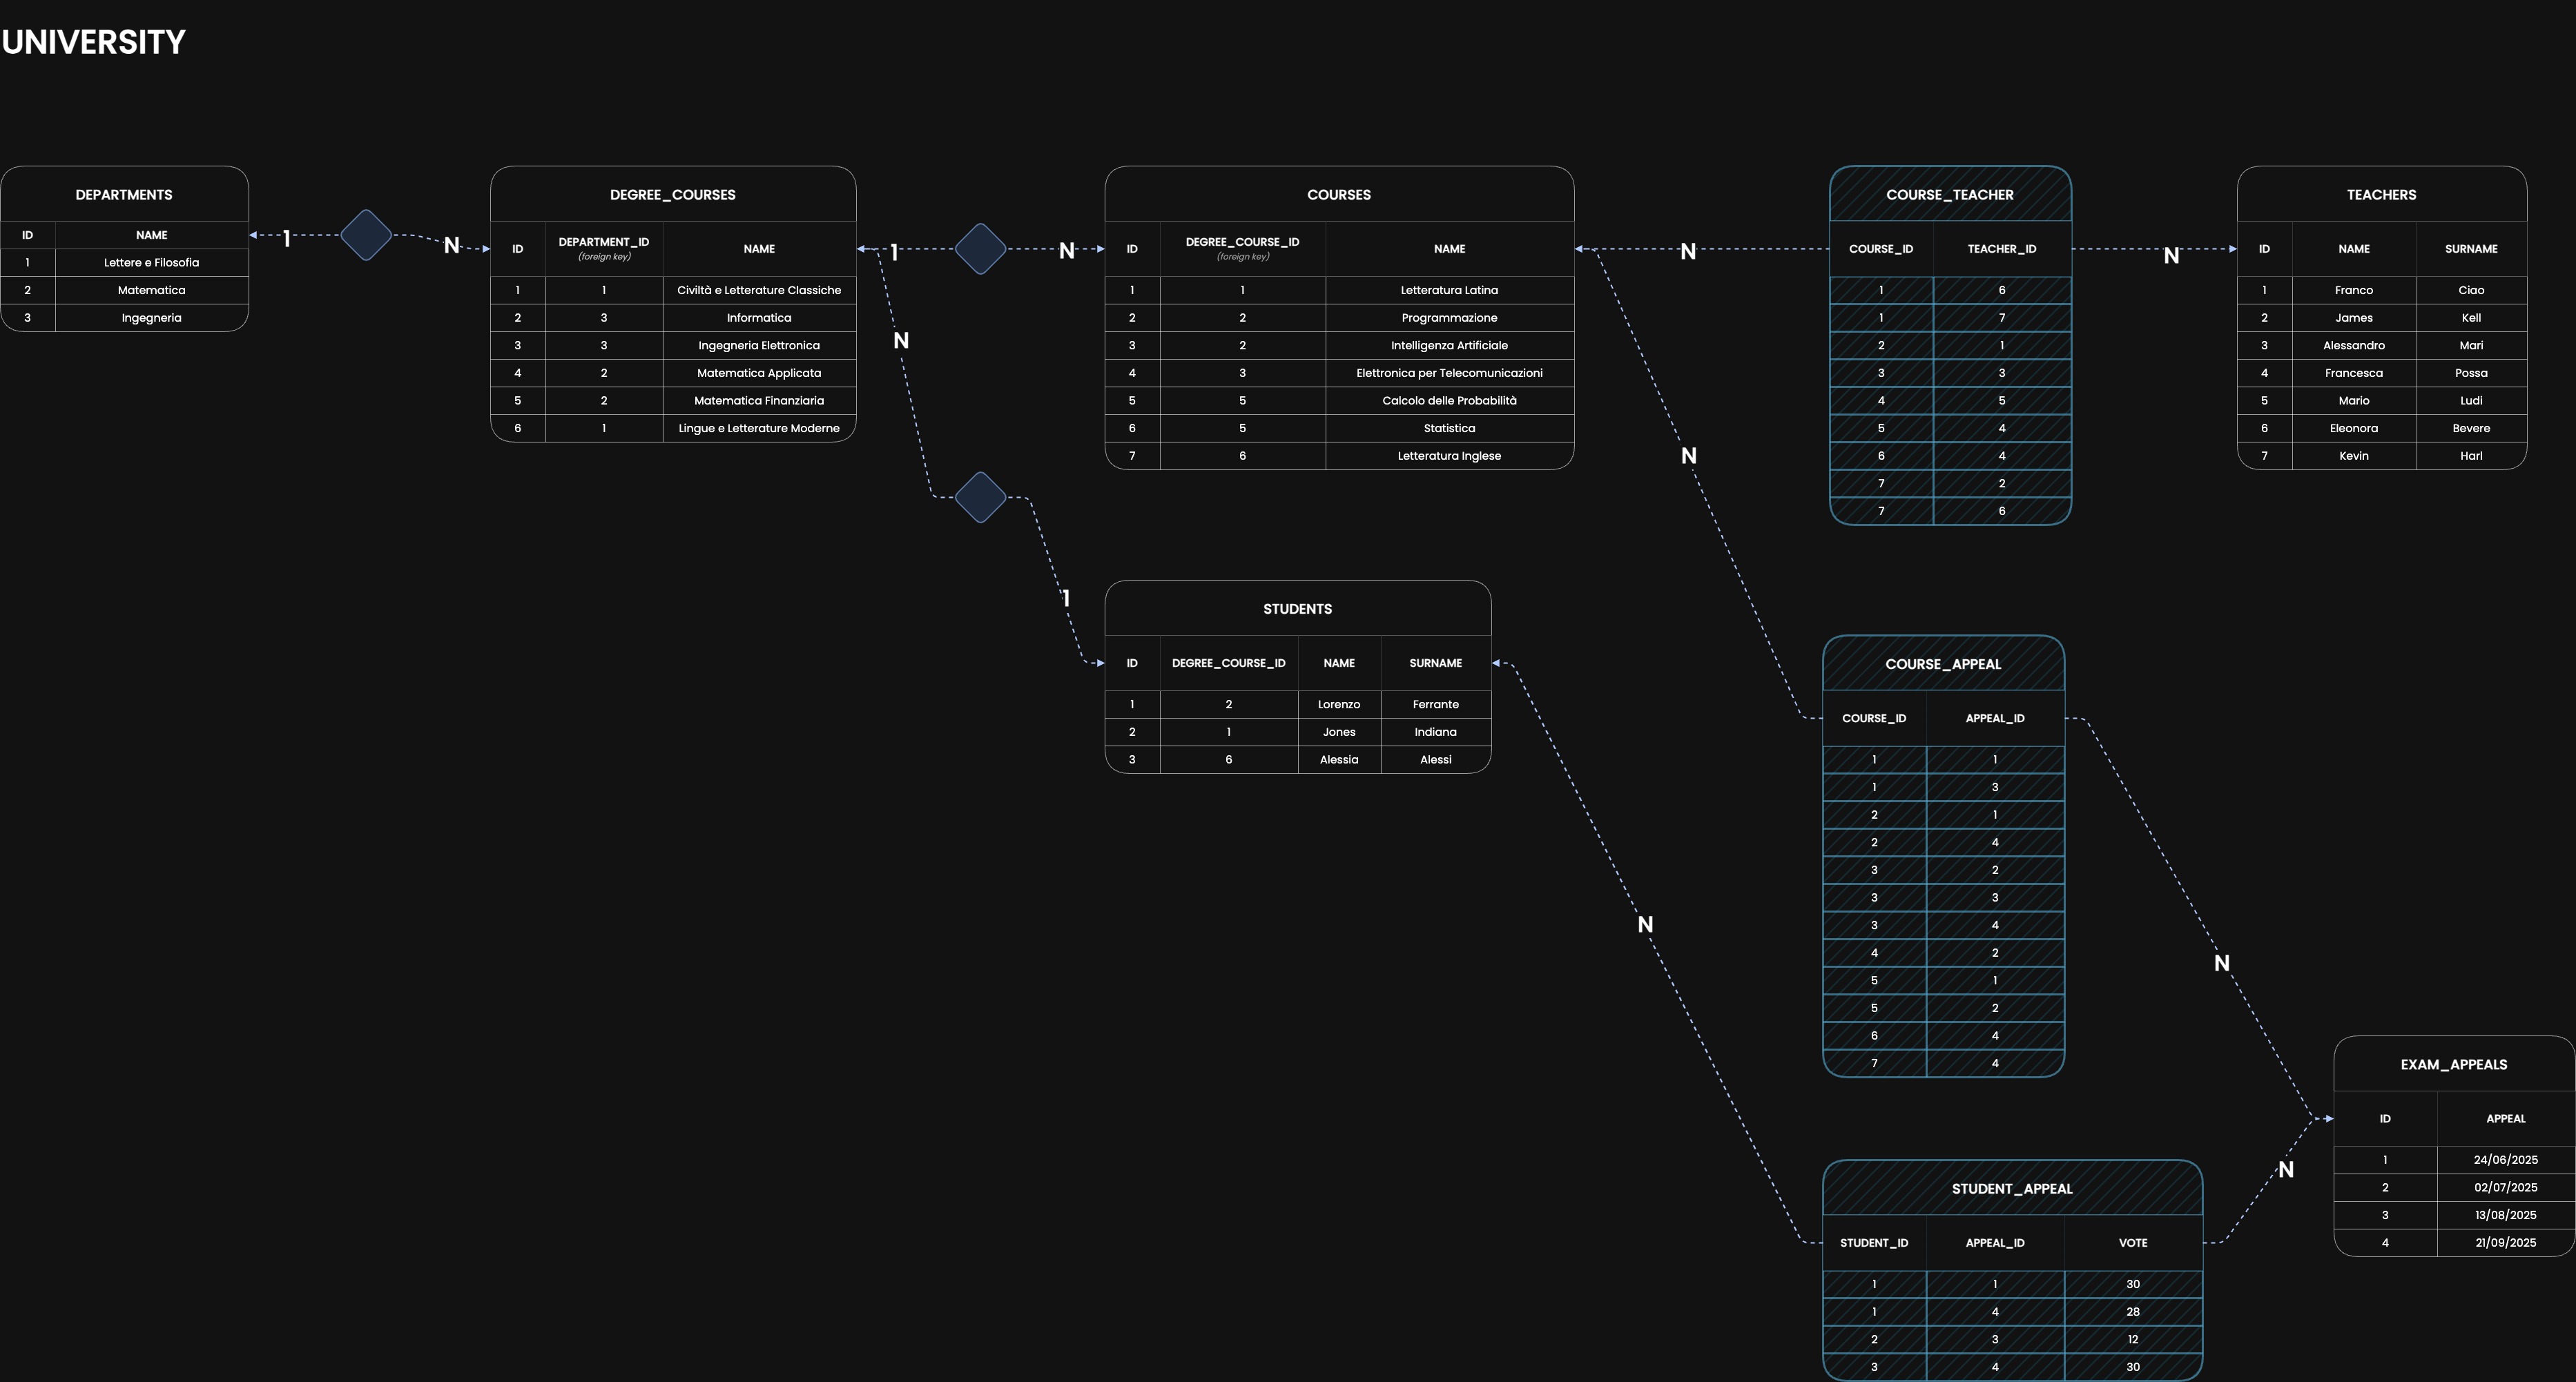 UNIVERSITY
DEPARTMENTS
ID NAME
1 Lettere e Filosofia
2 Matematica
3 Ingegneria
1
N
DEGREE_COURSES
ID DEPARTMENT_ID (foreign key) NAME
1 1 Civiltà e Letterature Classiche
2 3 Informatica
3 3 Ingegneria Elettronica
4 2 Matematica Applicata
5 2 Matematica Finanziaria
6 1 Lingue e Letterature Moderne
1
N
N
1
COURSES
ID DEGREE_COURSE_ID (foreign key) NAME
1 1 Letteratura Latina
2 2 Programmazione
3 2 Intelligenza Artificiale
4 3 Elettronica per Telecomunicazioni
5 5 Calcolo delle Probabilità
6 5 Statistica
7 6 Letteratura Inglese
N
COURSE_TEACHER
COURSE_ID TEACHER_ID
1 6
1 7
2 1
3 3
4 5
5 4
6 4
7 2
7 6
N
TEACHERS
ID NAME SURNAME
1 Franco Ciao
2 James Kell
3 Alessandro Mari
4 Francesca Possa
5 Mario Ludi
6 Eleonora Bevere
7 Kevin Harl
STUDENTS
ID DEGREE_COURSE_ID NAME SURNAME
1 2 Lorenzo Ferrante
2 1 Jones Indiana
3 6 Alessia Alessi
N
COURSE_APPEAL
COURSE_ID APPEAL_ID
1 1
1 3
2 1
2 4
3 2
3 3
3 4
4 2
5 1
5 2
6 4
7 4
N
N
EXAM_APPEALS
ID APPEAL
1 24/06/2025
2 02/07/2025
3 13/08/2025
4 21/09/2025
N
STUDENT_APPEAL
STUDENT_ID APPEAL_ID VOTE
1 1 30
1 4 28
2 3 12
3 4 30